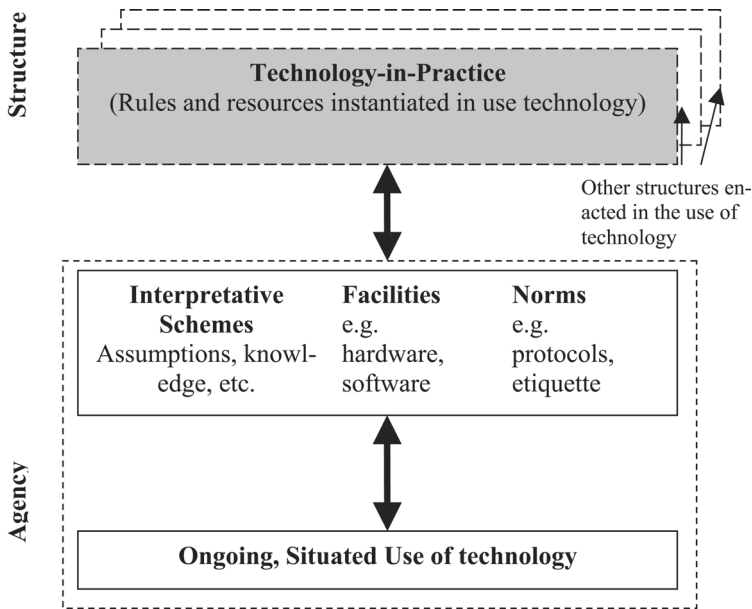 Structure
Technology-in-Practice
(Rules and resources instantiated in use technology)
Other structures en-
acted in the use of
technology
Agency
Interpretative
Schemes
Assumptions, knowl-
edge, etc.
Facilities
e.g.
hardware,
software
Norms
e.g.
protocols,
etiquette
Ongoing, Situated Use of technology